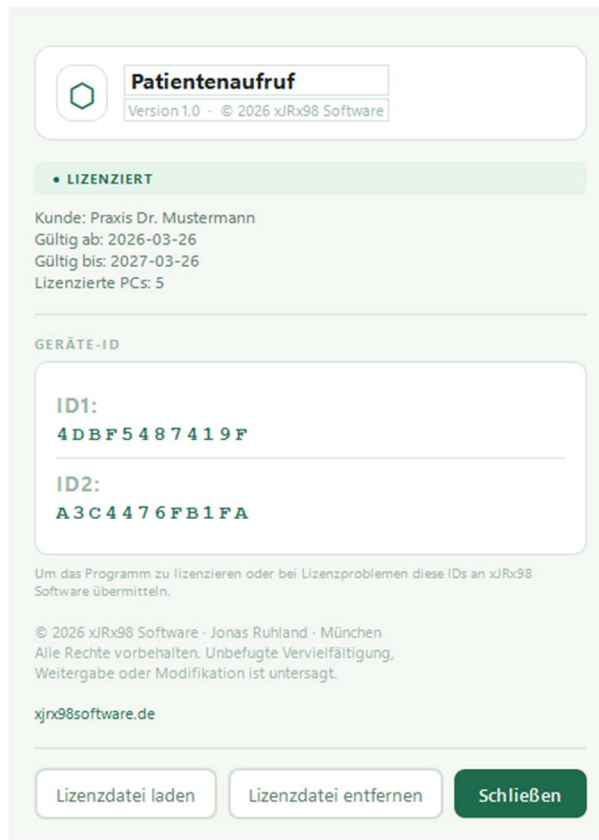 Patientenaufruf
Version 1.0 · © 2026 xJRx98 Software
• LIZENZIERT
Kunde: Praxis Dr. Mustermann
Gültig ab: 2026-03-26
Gültig bis: 2027-03-26
Lizenzierte PCs: 5
GERÄTE-ID
ID1:
4DBF5487419F
ID2:
A3C4476FB1FA
Um das Programm zu lizenzieren oder bei Lizenzproblemen diese IDs an xJRx98
Software übermitteln.
© 2026 xJRx98 Software · Jonas Ruhland · München
Alle Rechte vorbehalten. Unbefugte Vervielfältigung,
Weitergabe oder Modifikation ist untersagt.
xjrx98software.de
Lizenzdatei laden Lizenzdatei entfernen Schließen